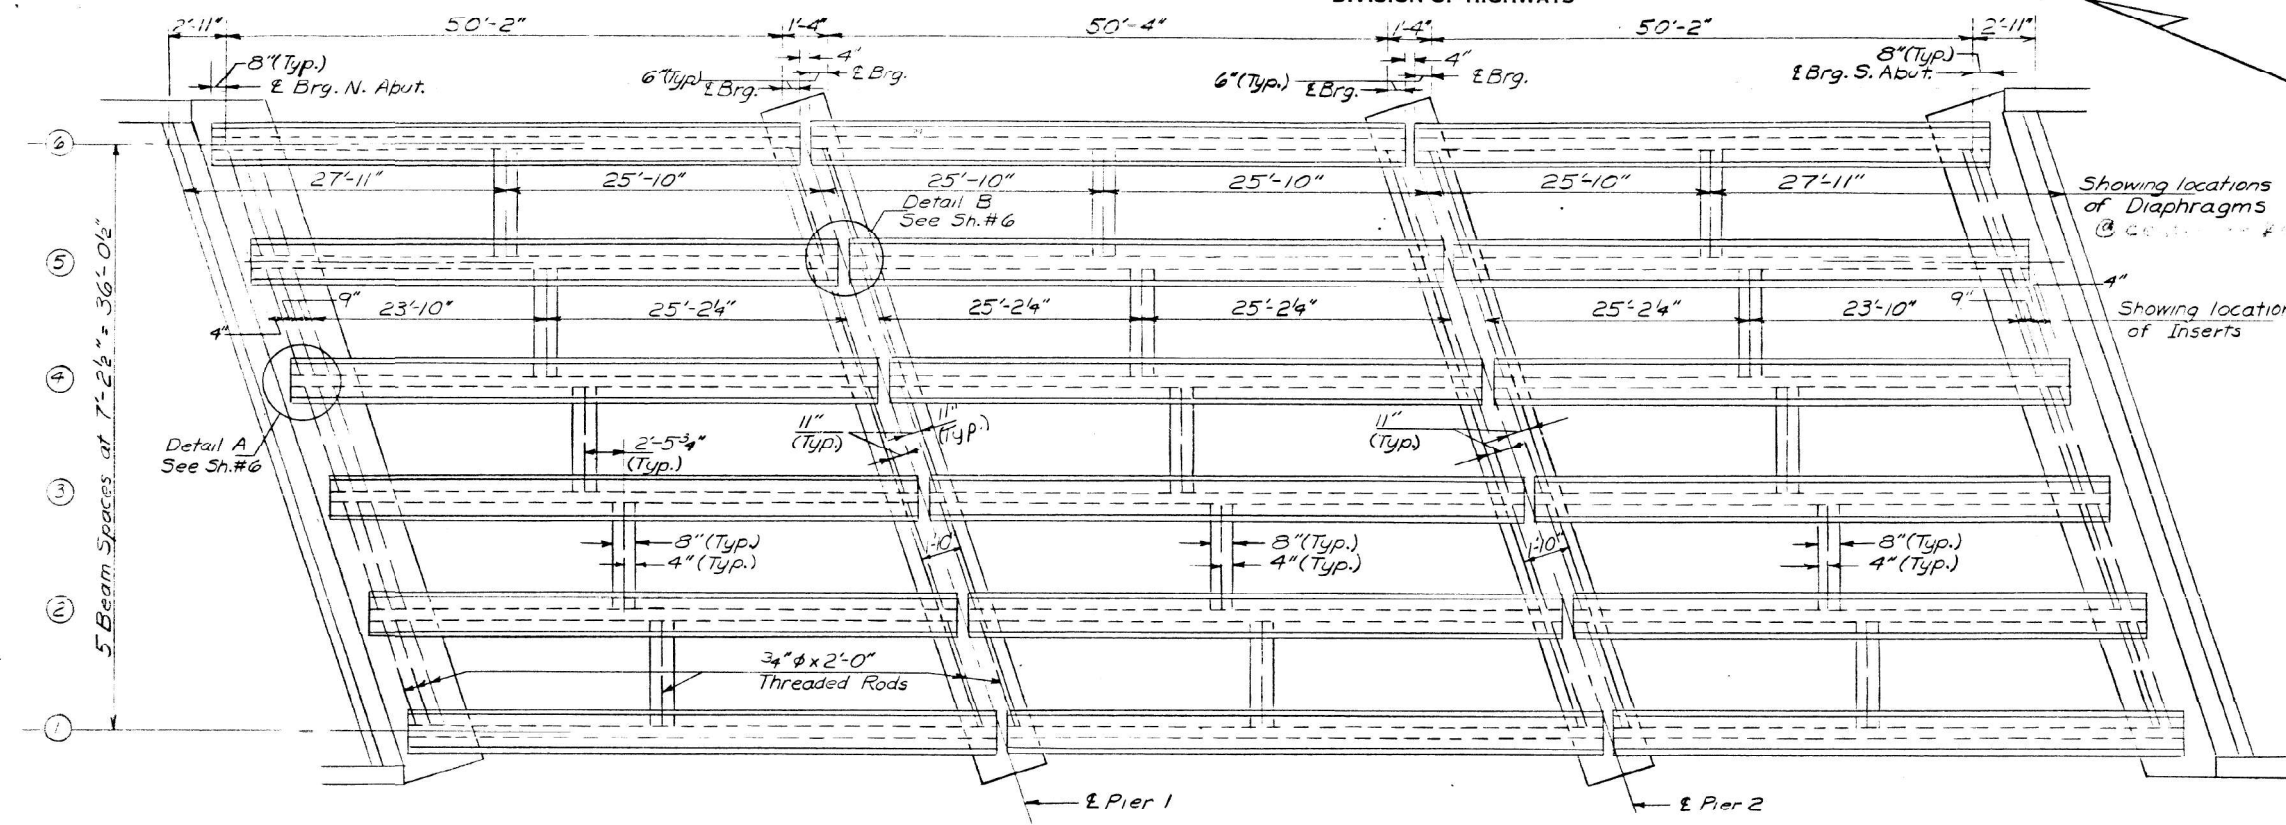 DIVISION OF HIGHWAYS
2'-11" 50'-2" 1'-4" 50'-4" 1'-4" 50'-2" 2'-11"
8"(Typ.)
℄ Brg. N. Abut.
6"(Typ.) ℄ Brg.
4"
℄ Brg.
6"(Typ.) ℄ Brg.
4"
℄ Brg.
8"(Typ.)
℄ Brg. S. Abut.
6
27'-11" 25'-10" 25'-10" 25'-10" 25'-10" 27'-11"
Showing locations
of Diaphragms
@
Detail B
See Sh.#6
5
4" 9" 23'-10" 25'-2¼" 25'-2¼" 25'-2¼" 25'-2¼" 23'-10" 9" 4"
Showing location
of Inserts
5 Beam Spaces at 7'-2½" = 36'-0½"
4
Detail A
See Sh.#6
2'-5¾"
(Typ.)
11"
(Typ.)
11"
(Typ.)
11"
(Typ.)
3
1'-10" 1'-10"
8"(Typ.) 8"(Typ.) 8"(Typ.)
4"(Typ.) 4"(Typ.) 4"(Typ.)
2
¾"ϕ x 2'-0"
Threaded Rods
1
℄ Pier 1 ℄ Pier 2